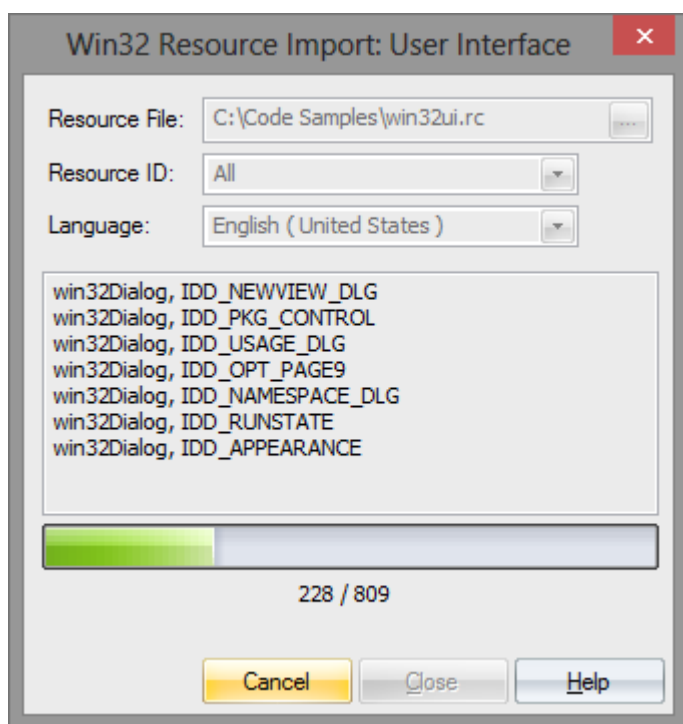 Win32 Resource Import: User Interface
Resource File: C:\Code Samples\win32ui.rc ...
Resource ID: All
Language: English ( United States )
win32Dialog, IDD_NEWVIEW_DLG
win32Dialog, IDD_PKG_CONTROL
win32Dialog, IDD_USAGE_DLG
win32Dialog, IDD_OPT_PAGE9
win32Dialog, IDD_NAMESPACE_DLG
win32Dialog, IDD_RUNSTATE
win32Dialog, IDD_APPEARANCE
228 / 809
Cancel Close Help